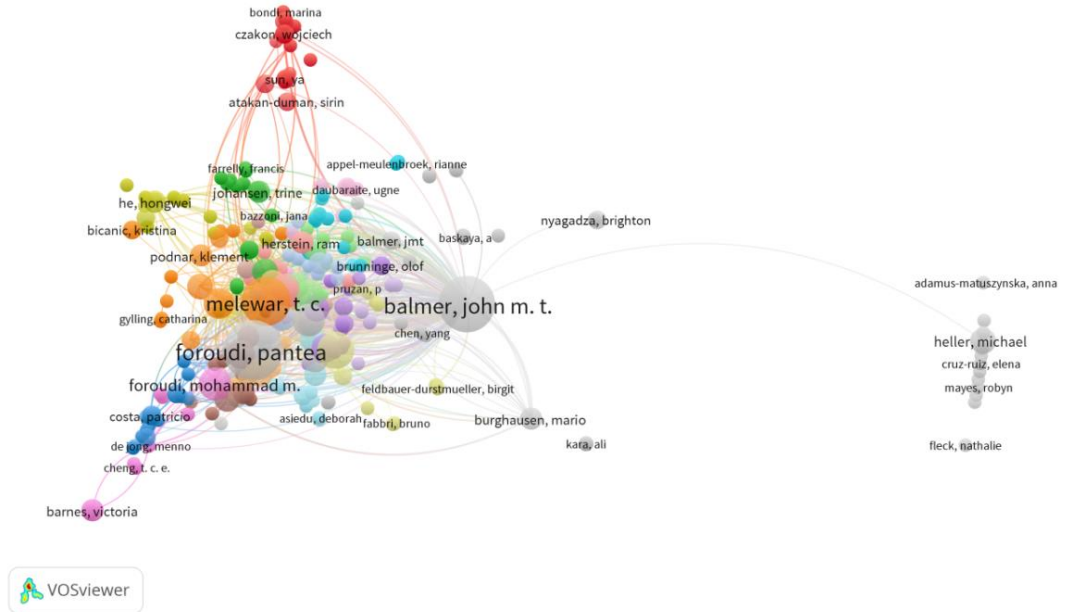 bondi, marina
czakon, wojciech
sun, ya
atakan-duman, sirin
farrelly, francis
appel-meulenbroek, rianne
johansen, trine
daubaraite, ugne
he, hongwei
bazzoni, jana
nyagadza, brighton
bicanic, kristina
herstein, ram
balmer, jmt
baskaya, a
podnar, klement
brunninge, olof
adamus-matuszynska, anna
pruzan, p
melewar, t. c.
balmer, john m. t.
gylling, catharina
chen, yang
heller, michael
foroudi, pantea
cruz-ruiz, elena
foroudi, mohammad m.
feldbauer-durstmueller, birgit
mayes, robyn
costa, patricio
asiedu, deborah
fabbri, bruno
burghausen, mario
de jong, menno
kara, ali
fleck, nathalie
cheng, t. c. e.
barnes, victoria
VOSviewer